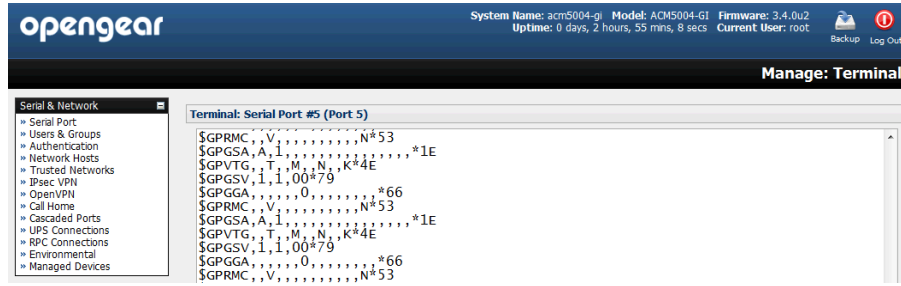 opengear
System Name: acm5004-gi Model: ACM5004-GI Firmware: 3.4.0u2
Uptime: 0 days, 2 hours, 55 mins, 8 secs Current User: root
Backup Log Out
Manage: Terminal
Serial & Network
» Serial Port
» Users & Groups
» Authentication
» Network Hosts
» Trusted Networks
» IPsec VPN
» OpenVPN
» Call Home
» Cascaded Ports
» UPS Connections
» RPC Connections
» Environmental
» Managed Devices
Terminal: Serial Port #5 (Port 5)
$GPRMC,,V,,,,,,,,,,N*53
$GPGSA,A,1,,,,,,,,,,,,,,,*1E
$GPVTG,,T,,M,,N,,K*4E
$GPGSV,1,1,00*79
$GPGGA,,,,,,0,,,,,,,,*66
$GPRMC,,V,,,,,,,,,,N*53
$GPGSA,A,1,,,,,,,,,,,,,,,*1E
$GPVTG,,T,,M,,N,,K*4E
$GPGSV,1,1,00*79
$GPGGA,,,,,,0,,,,,,,,*66
$GPRMC,,V,,,,,,,,,,N*53